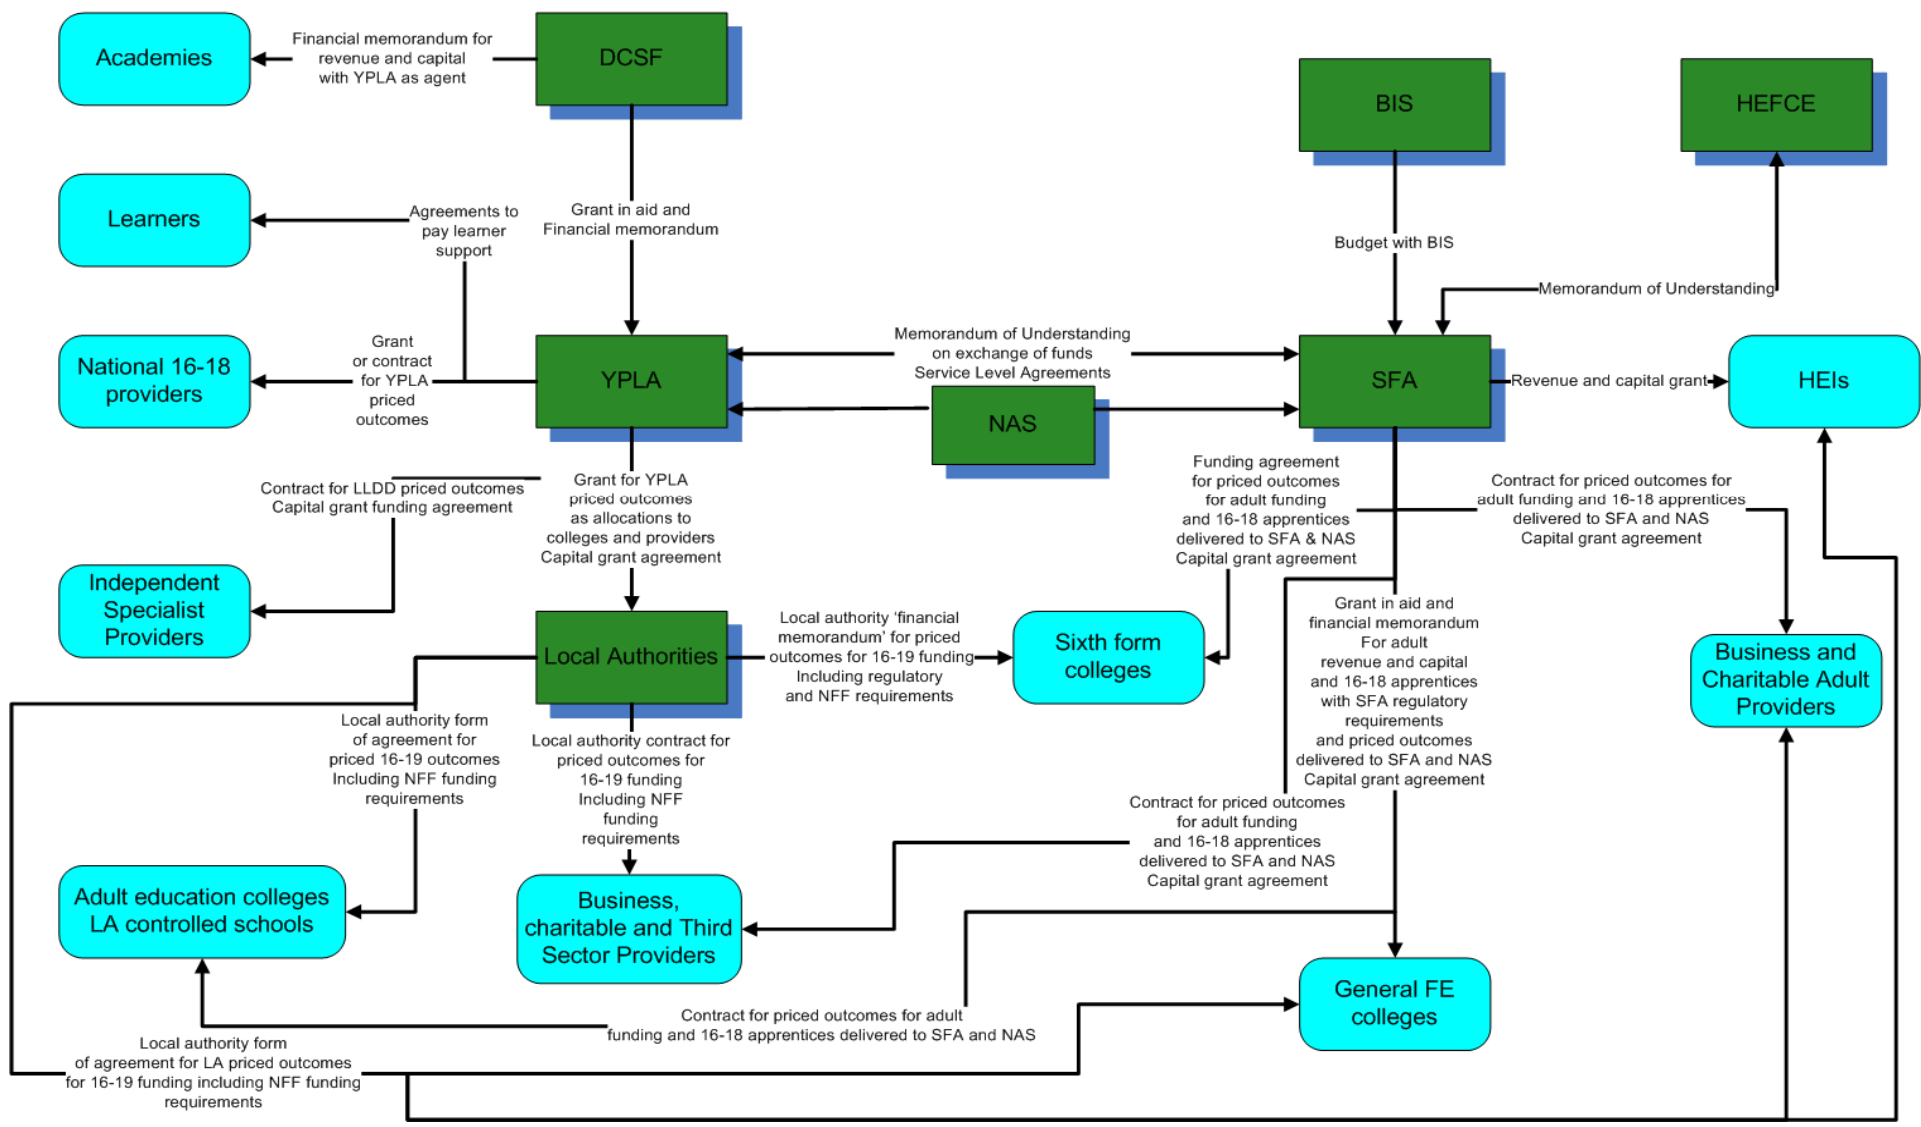 Academies
Financial memorandum for
revenue and capital
with YPLA as agent
DCSF
BIS
HEFCE
Learners
Agreements to
pay learner
support
Grant in aid and
Financial memorandum
Budget with BIS
Memorandum of Understanding
National 16-18
providers
Grant
or contract
for YPLA
priced
outcomes
YPLA
Memorandum of Understanding
on exchange of funds
Service Level Agreements
NAS
SFA
Revenue and capital grant
HEIs
Contract for LLDD priced outcomes
Capital grant funding agreement
Grant for YPLA
priced outcomes
as allocations to
colleges and providers
Capital grant agreement
Funding agreement
for priced outcomes
for adult funding
and 16-18 apprentices
delivered to SFA & NAS
Capital grant agreement
Contract for priced outcomes for
adult funding and 16-18 apprentices
delivered to SFA and NAS
Capital grant agreement
Independent
Specialist
Providers
Local Authorities
Local authority ‘financial
memorandum’ for priced
outcomes for 16-19 funding
Including regulatory
and NFF requirements
Sixth form
colleges
Grant in aid and
financial memorandum
For adult
revenue and capital
and 16-18 apprentices
with SFA regulatory
requirements
and priced outcomes
delivered to SFA and NAS
Capital grant agreement
Business and
Charitable Adult
Providers
Local authority form
of agreement for
priced 16-19 outcomes
Including NFF funding
requirements
Local authority contract for
priced outcomes for
16-19 funding
Including NFF
funding
requirements
Contract for priced outcomes
for adult funding
and 16-18 apprentices
delivered to SFA and NAS
Capital grant agreement
Adult education colleges
LA controlled schools
Business,
charitable and Third
Sector Providers
General FE
colleges
Contract for priced outcomes for adult
funding and 16-18 apprentices delivered to SFA and NAS
Local authority form
of agreement for LA priced outcomes
for 16-19 funding including NFF funding
requirements